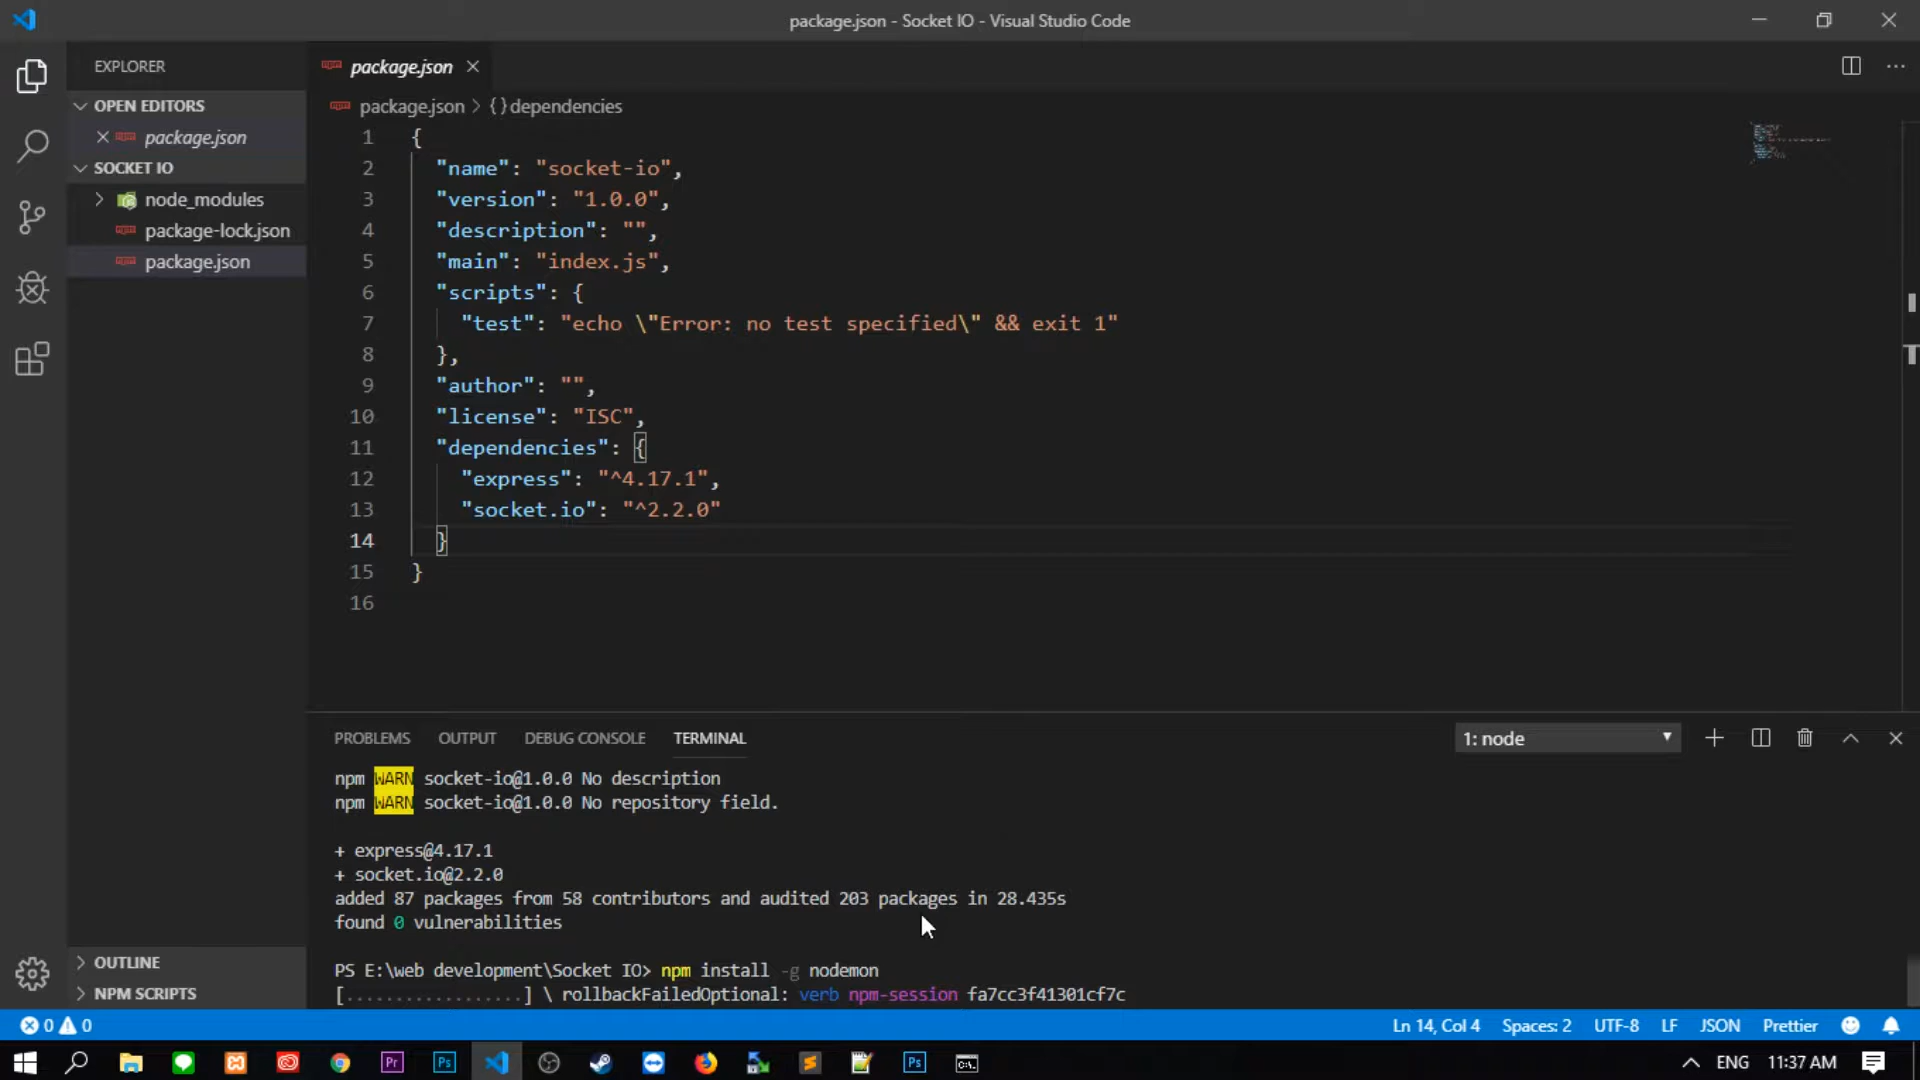 package.json - Socket IO - Visual Studio Code
EXPLORER
OPEN EDITORS
package.json
SOCKET IO
node_modules
package-lock.json
package.json
OUTLINE
NPM SCRIPTS
package.json
package.json > {} dependencies
1 {
2 "name": "socket-io",
3 "version": "1.0.0",
4 "description": "",
5 "main": "index.js",
6 "scripts": {
7 "test": "echo \"Error: no test specified\" && exit 1"
8 },
9 "author": "",
10 "license": "ISC",
11 "dependencies": {
12 "express": "^4.17.1",
13 "socket.io": "^2.2.0"
14 }
15 }
16
PROBLEMS OUTPUT DEBUG CONSOLE TERMINAL 1: node
npm WARN socket-io@1.0.0 No description
npm WARN socket-io@1.0.0 No repository field.
+ express@4.17.1
+ socket.io@2.2.0
added 87 packages from 58 contributors and audited 203 packages in 28.435s
found 0 vulnerabilities
PS E:\web development\Socket IO> npm install -g nodemon
[..................] \ rollbackFailedOptional: verb npm-session fa7cc3f41301cf7c
0 0 Ln 14, Col 4 Spaces: 2 UTF-8 LF JSON Prettier
Pr Ps Ps ENG 11:37 AM